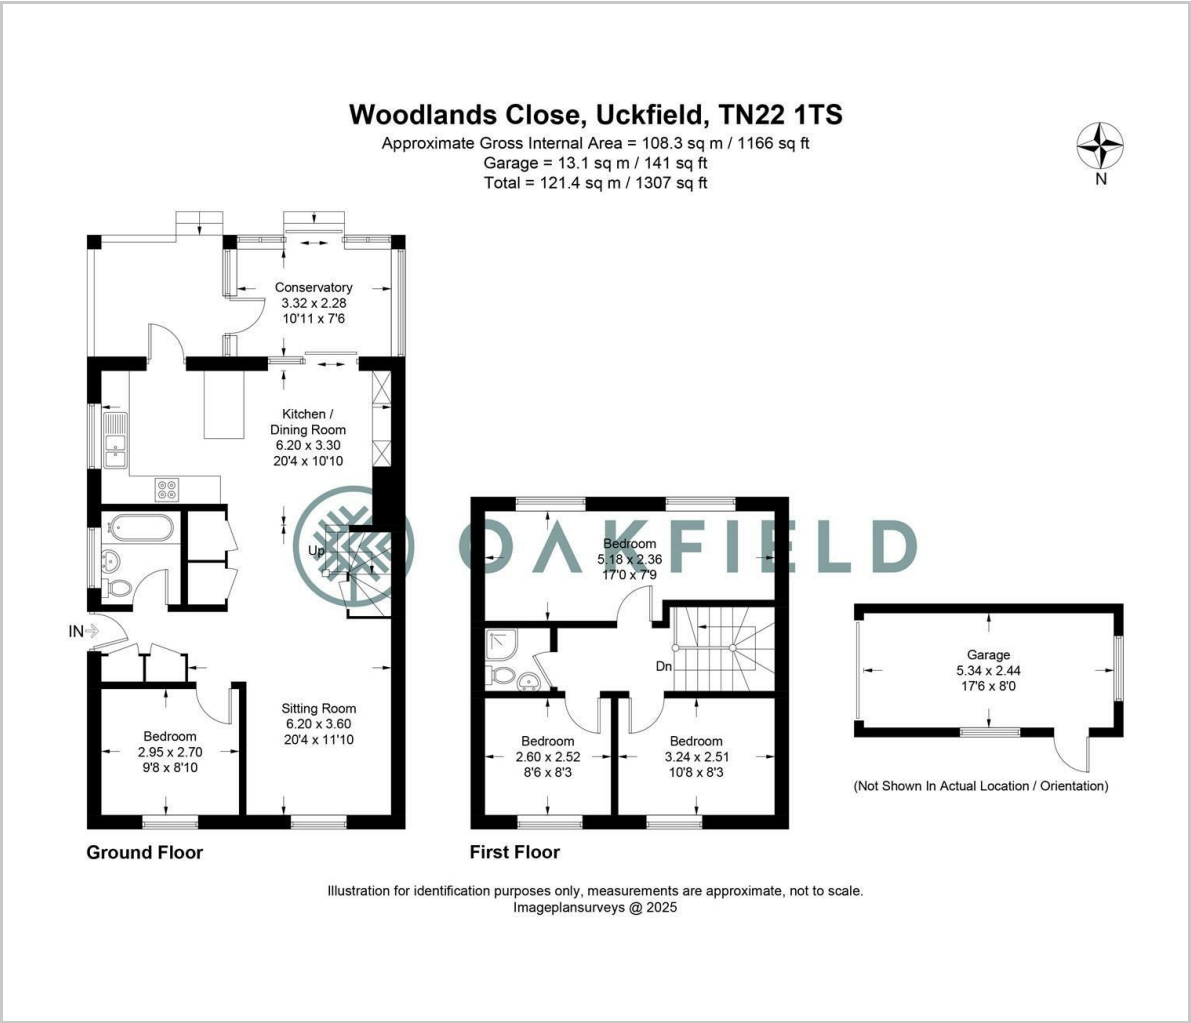 Woodlands Close, Uckfield, TN22 1TS
Approximate Gross Internal Area = 108.3 sq m / 1166 sq ft
Garage = 13.1 sq m / 141 sq ft
Total = 121.4 sq m / 1307 sq ft
N
Conservatory
3.32 x 2.28
10'11 x 7'6
Kitchen /
Dining Room
6.20 x 3.30
20'4 x 10'10
Up
IN
Sitting Room
6.20 x 3.60
20'4 x 11'10
Bedroom
2.95 x 2.70
9'8 x 8'10
Ground Floor
OAKFIELD
Bedroom
5.18 x 2.36
17'0 x 7'9
Dn
Bedroom
2.60 x 2.52
8'6 x 8'3
Bedroom
3.24 x 2.51
10'8 x 8'3
First Floor
Garage
5.34 x 2.44
17'6 x 8'0
(Not Shown In Actual Location / Orientation)
Illustration for identification purposes only, measurements are approximate, not to scale.
Imageplansurveys @ 2025